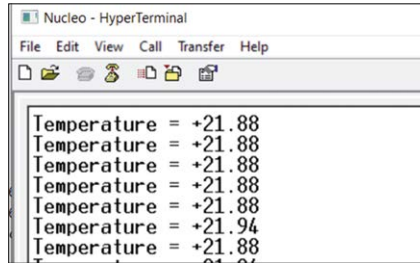 Nucleo - HyperTerminal
File Edit View Call Transfer Help
Temperature = +21.88
Temperature = +21.88
Temperature = +21.88
Temperature = +21.88
Temperature = +21.88
Temperature = +21.94
Temperature = +21.88